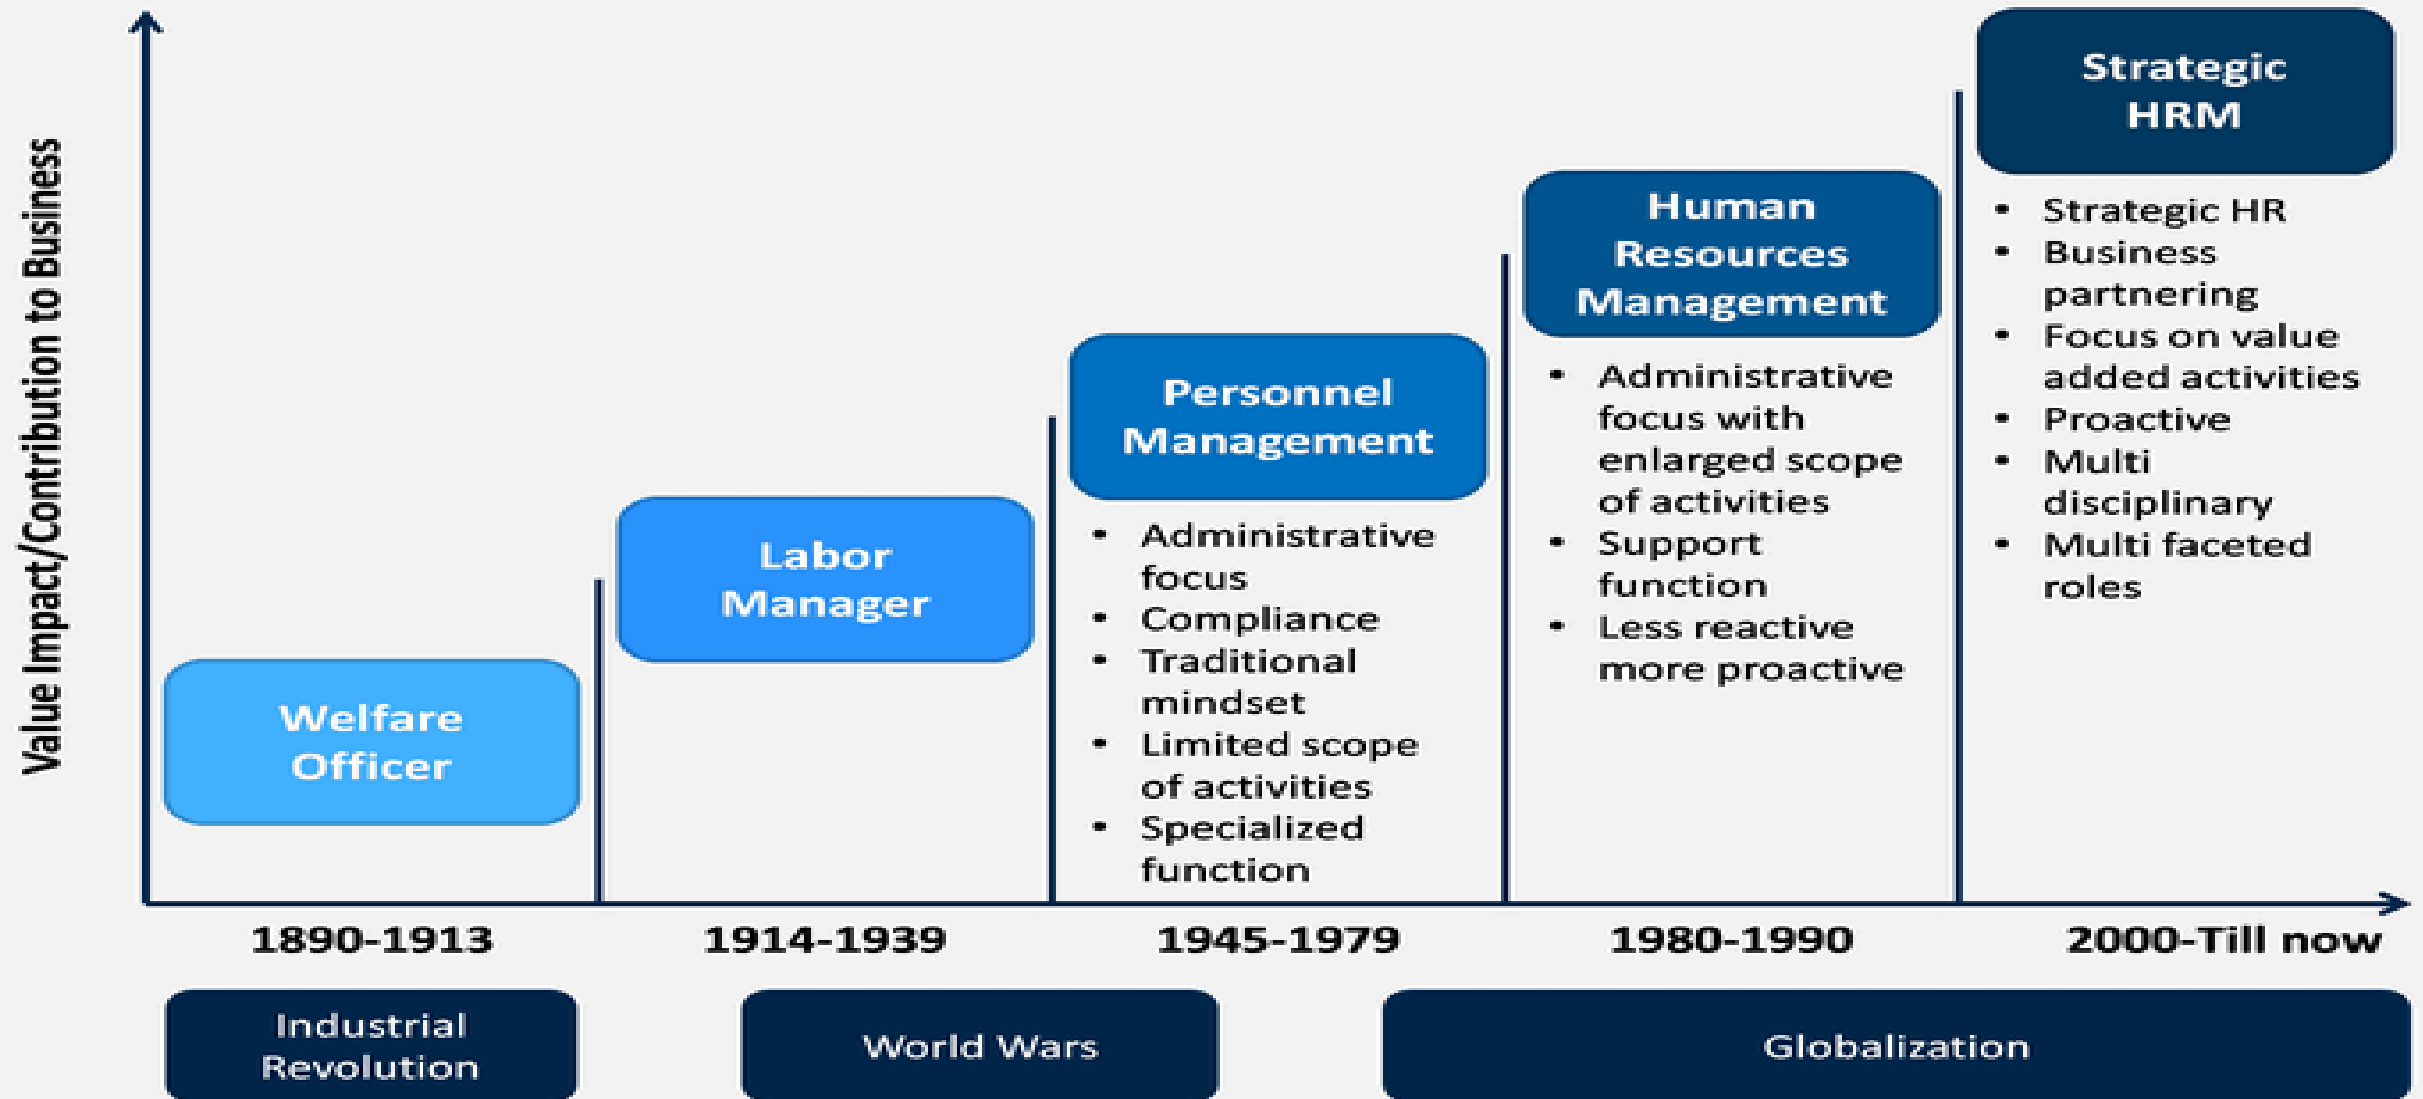 Value Impact/Contribution to Business
Welfare
Officer
Labor
Manager
Personnel
Management
• Administrative
focus
• Compliance
• Traditional
mindset
• Limited scope
of activities
• Specialized
function
Human
Resources
Management
• Administrative
focus with
enlarged scope
of activities
• Support
function
• Less reactive
more proactive
Strategic
HRM
• Strategic HR
• Business
partnering
• Focus on value
added activities
• Proactive
• Multi
disciplinary
• Multi faceted
roles
1890-1913
1914-1939
1945-1979
1980-1990
2000-Till now
Industrial
Revolution
World Wars
Globalization